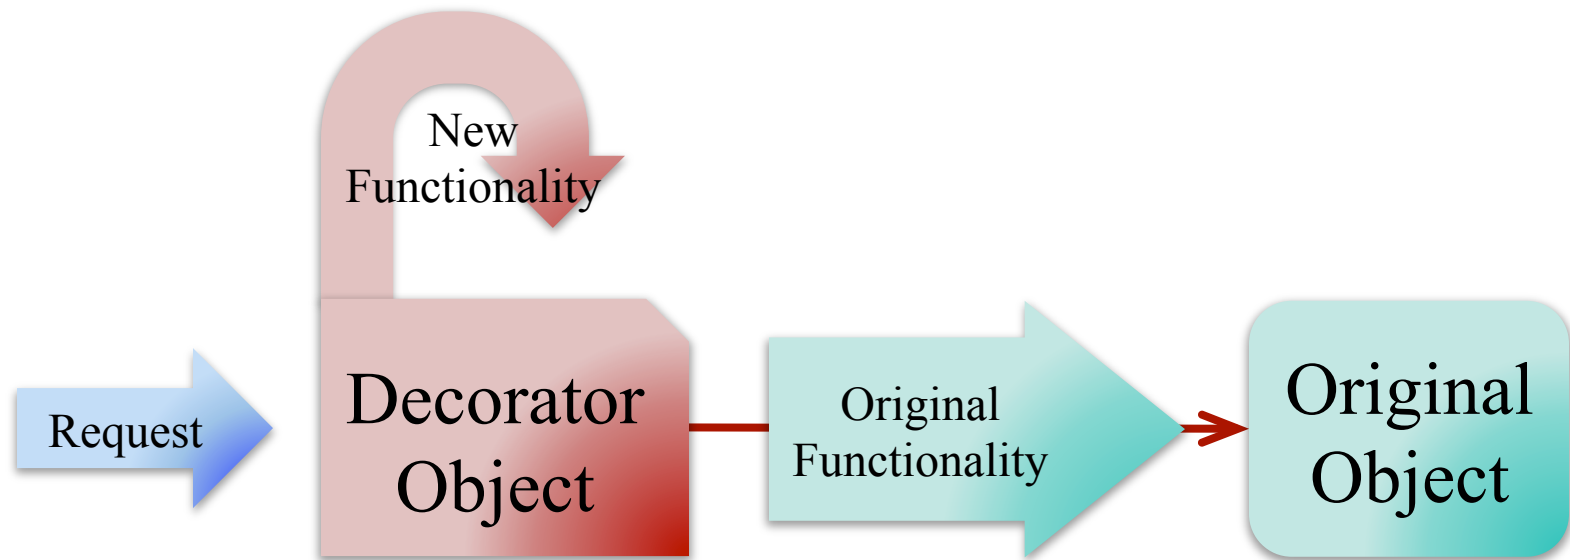 New
Functionality
Request
Decorator
Object
Original
Functionality
Original
Object